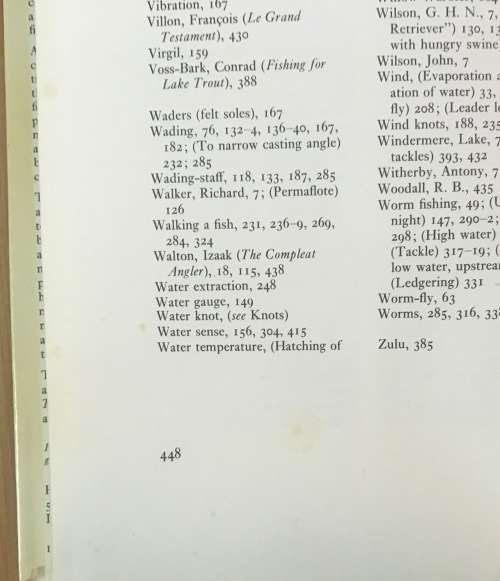 Vibration, 167
Villon, François (Le Grand
Testament), 430
Virgil, 159
Voss-Bark, Conrad (Fishing for
Lake Trout), 388
Waders (felt soles), 167
Wading, 76, 132–4, 136–40, 167,
182; (To narrow casting angle)
232; 285
Wading-staff, 118, 133, 187, 285
Walker, Richard, 7; (Permaflote)
126
Walking a fish, 231, 236–9, 269,
284, 324
Walton, Izaak (The Compleat
Angler), 18, 115, 438
Water extraction, 248
Water gauge, 149
Water knot, (see Knots)
Water sense, 156, 304, 415
Water temperature, (Hatching of
448
Wilson, G. H. N., 7,
Retriever”) 130, 13
with hungry swine
Wilson, John, 7
Wind, (Evaporation a
ation of water) 33,
fly) 208; (Leader
Wind knots, 188, 235
Windermere, Lake, 7
tackles) 393, 432
Witherby, Antony, 7
Woodall, R. B., 435
Worm fishing, 49; (U
night) 147, 290–2;
298; (High water)
(Tackle) 317–19; (
low water, upstrea
(Ledgering) 331
Worm-fly, 63
Worms, 285, 316, 338
Zulu, 385